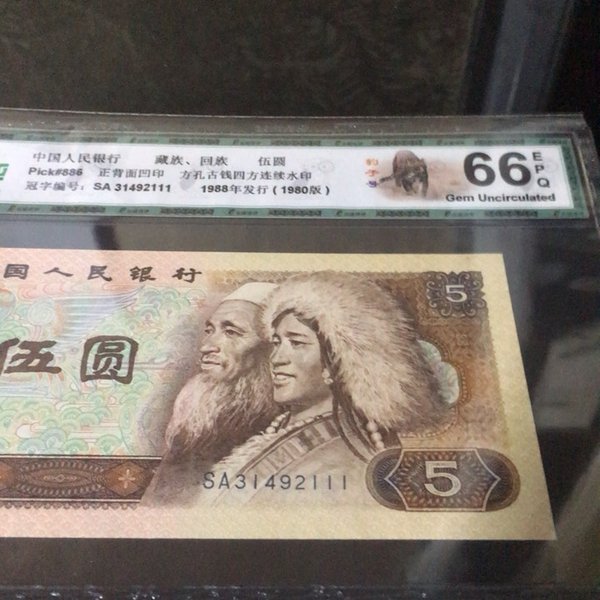 中国人民银行 藏族、回族 伍圆
Pick#886 正背面凹印 方孔古钱四方连续水印
冠字编号: SA 31492111 1988年发行 (1980版)
豹子号
66 EPQ
Gem Uncirculated
国人民银行
5
伍圆
SA31492111
5